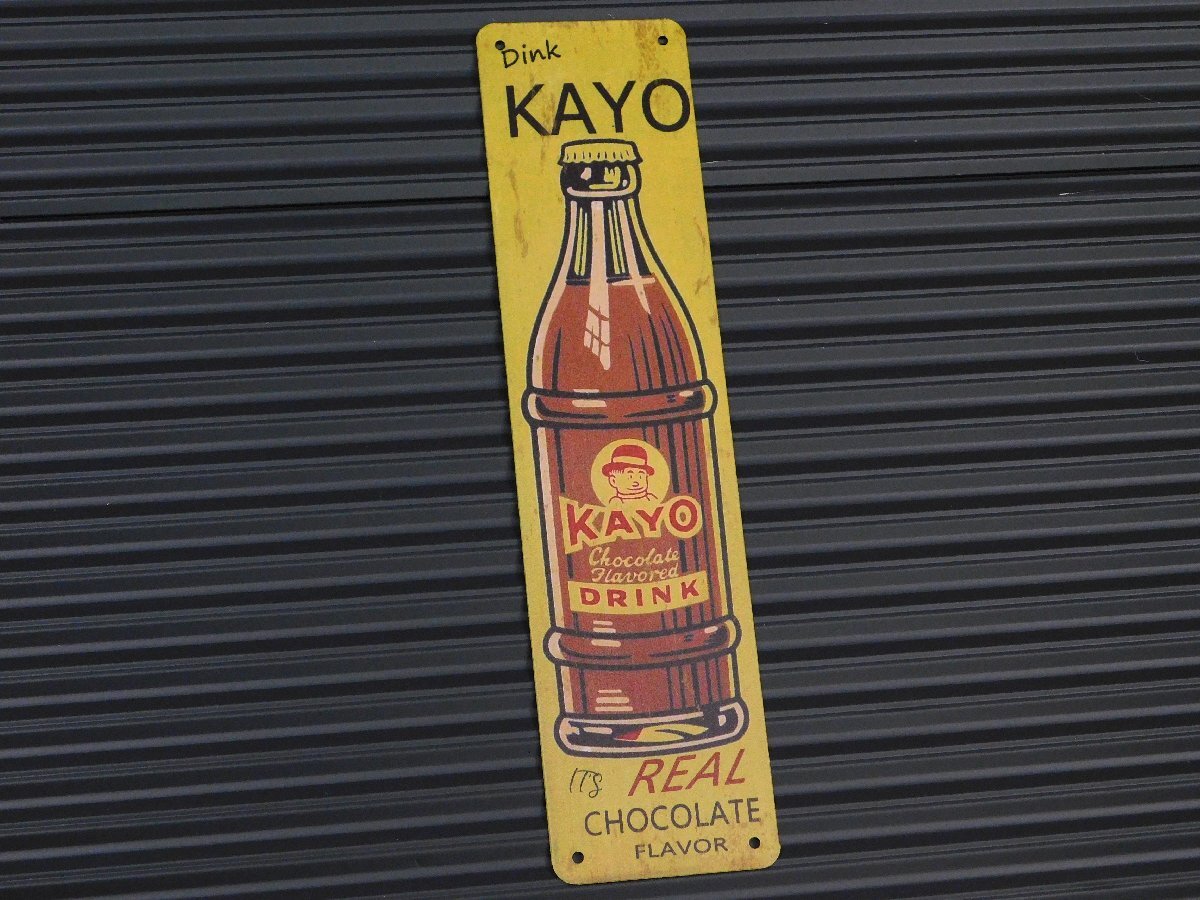 Dink
KAYO
KAYO
Chocolate
Flavored
DRINK
ITS REAL
CHOCOLATE
FLAVOR